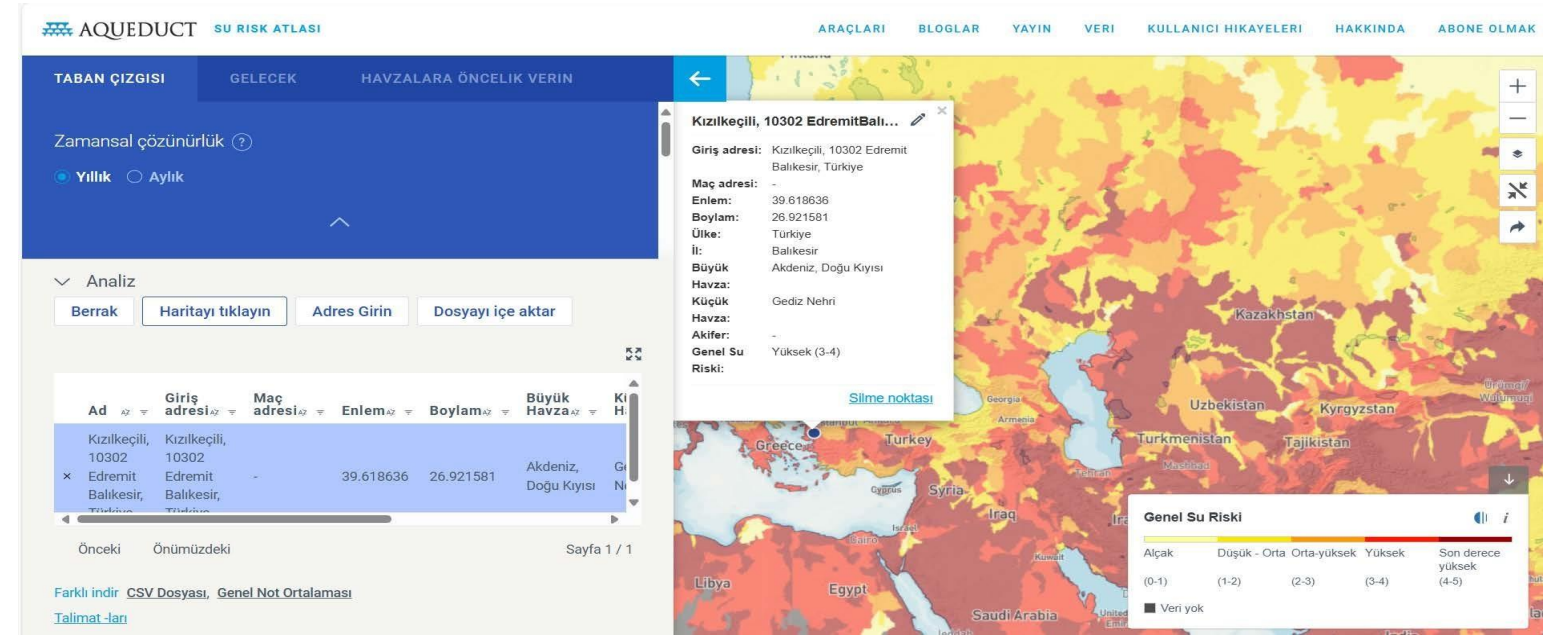 AQUEDUCT SU RISK ATLASI
ARAÇLARI BLOGLAR YAYIN VERI KULLANICI HIKAYELERI HAKKINDA ABONE OLMAK
TABAN ÇIZGISI GELECEK HAVZALARA ÖNCELIK VERIN
Zamansal çözünürlük ?
Yıllık Aylık
Analiz
Berrak Haritayı tıklayın Adres Girin Dosyayı içe aktar
Ad Giriş adresi Maç adresi Enlem Boylam Büyük Havza
Kızılkeçili,
10302
Edremit
Balıkesir,
Türkiye
Kızılkeçili,
10302
Edremit
Balıkesir,
Türkiye
- 39.618636 26.921581 Akdeniz,
Doğu Kıyısı
Önceki Önümüzdeki Sayfa 1 / 1
Farklı indir CSV Dosyası, Genel Not Ortalaması
Talimat -ları
Kızılkeçili, 10302 EdremitBalı...
Giriş adresi: Kızılkeçili, 10302 Edremit
Balıkesir, Türkiye
Maç adresi: -
Enlem: 39.618636
Boylam: 26.921581
Ülke: Türkiye
İl: Balıkesir
Büyük Akdeniz, Doğu Kıyısı
Havza:
Küçük Gediz Nehri
Havza:
Akifer: -
Genel Su Yüksek (3-4)
Riski:
Silme noktası
Kazakhstan
Georgia
Uzbekistan
Kyrgyzstan
Armenia
Greece
Turkey
Turkmenistan
Tajikistan
Mashhad
Tehran
Cyprus
Syria
Iraq
Israel
Cairo
Kuwait
Libya
Egypt
Saudi Arabia
United
Genel Su Riski i
Alçak Düşük - Orta Orta-yüksek Yüksek Son derece
yüksek
(0-1) (1-2) (2-3) (3-4) (4-5)
Veri yok